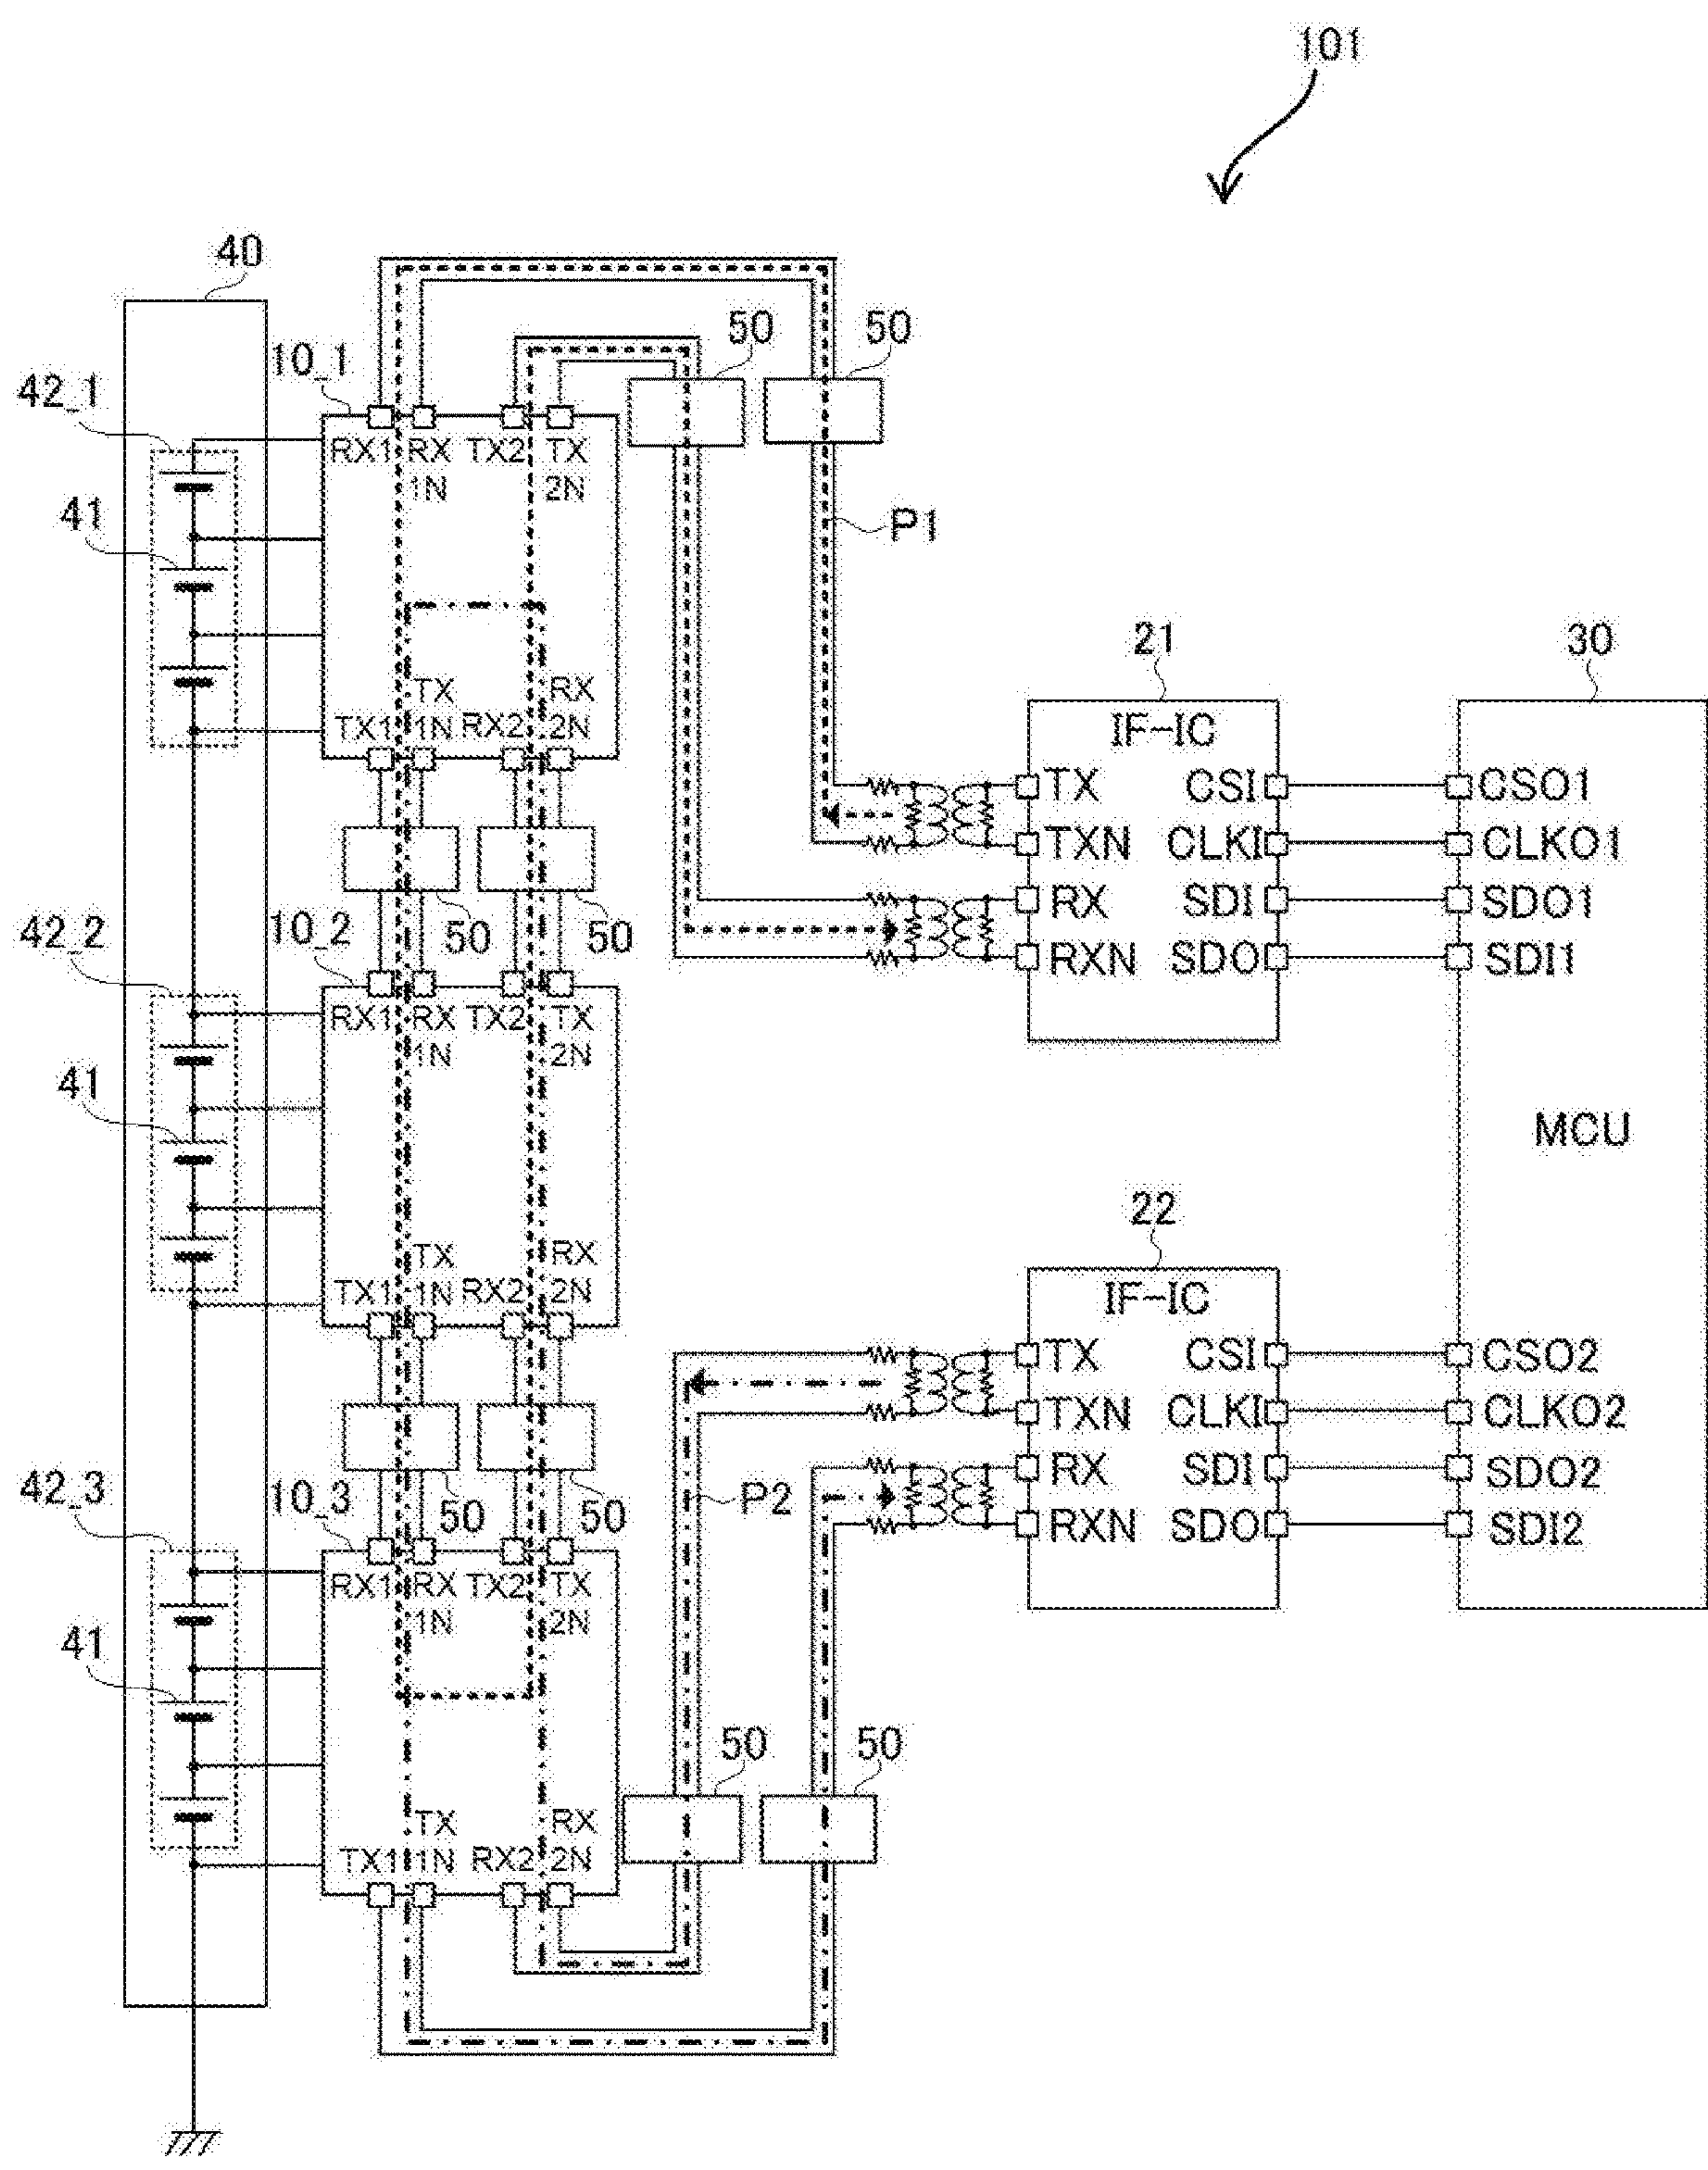 101
40
50 50
10_1
42_1
RX1 RX TX2 TX
1N 2N
41
P1
21 30
TX RX
TX1 1N RX2 2N
IF-IC
TX CSI CSO1
TXN CLKI CLKO1
RX SDI SDO1
RXN SDO SDI1
50 50
42_2 10_2
RX1 RX TX2 TX
1N 2N
41
MCU
22
TX RX
TX1 1N RX2 2N
IF-IC
TX CSI CSO2
TXN CLKI CLKO2
RX SDI SDO2
RXN SDO SDI2
42_3 10_3 50 50 P2
RX1 RX TX2 TX
1N 2N
41
50 50
TX RX
TX1 1N RX2 2N